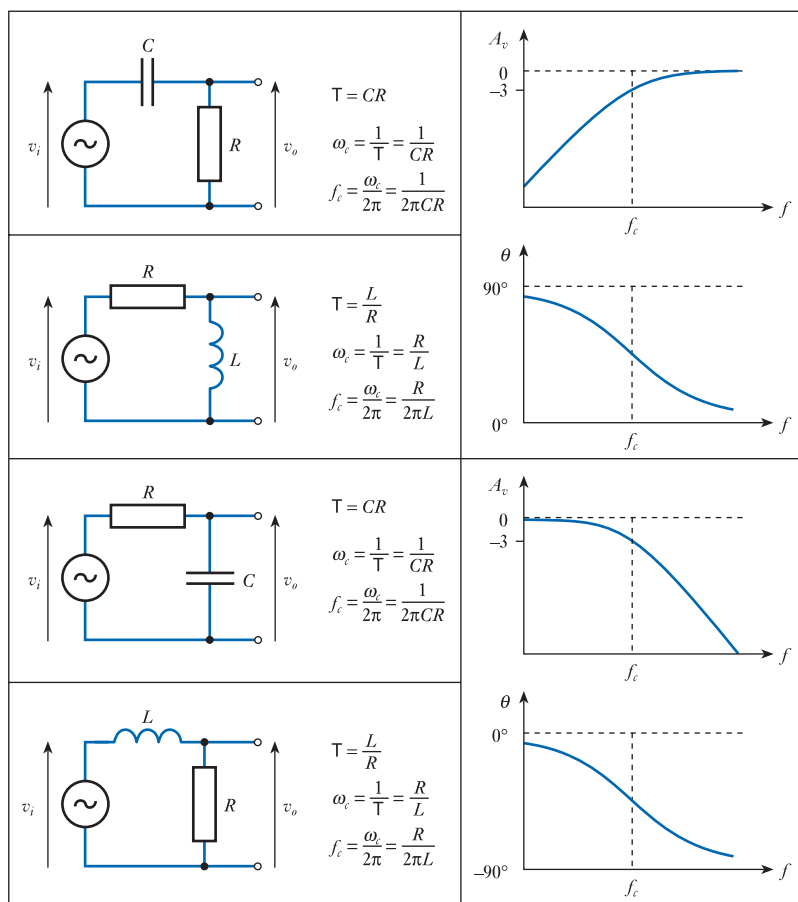 C
v_i
R
v_o
T = CR
ω_c = 1/T = 1/CR
f_c = ω_c/2π = 1/2πCR
A_v
0
–3
f_c
f
R
v_i
L
v_o
T = L/R
ω_c = 1/T = R/L
f_c = ω_c/2π = R/2πL
θ
90°
0°
f_c
f
R
v_i
C
v_o
T = CR
ω_c = 1/T = 1/CR
f_c = ω_c/2π = 1/2πCR
A_v
0
–3
f_c
f
L
v_i
R
v_o
T = L/R
ω_c = 1/T = R/L
f_c = ω_c/2π = R/2πL
θ
0°
–90°
f_c
f